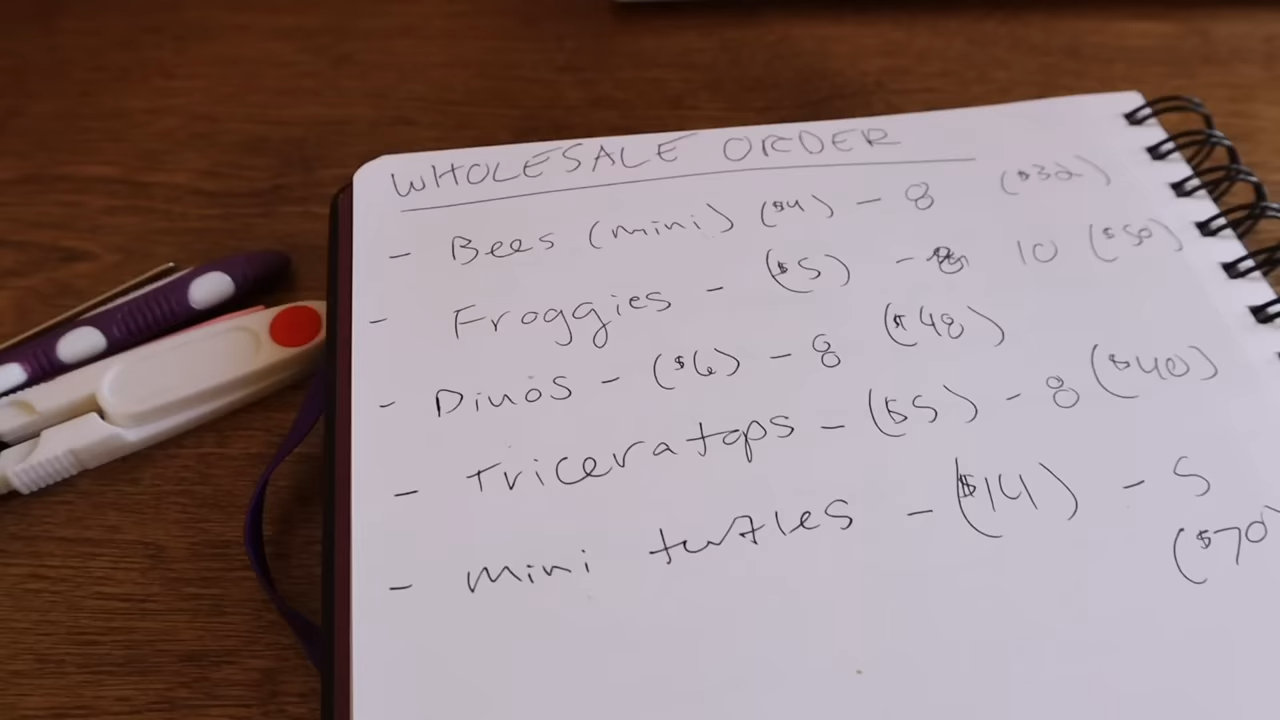 WHOLESALE ORDER
- Bees (mini) ($4) - 8 ($32)
- Froggies - ($5) - 10 ($50)
- Dinos - ($6) - 8 ($48)
- Triceratops - ($5) - 8 ($40)
- mini turtles - ($14) - 5
($70)